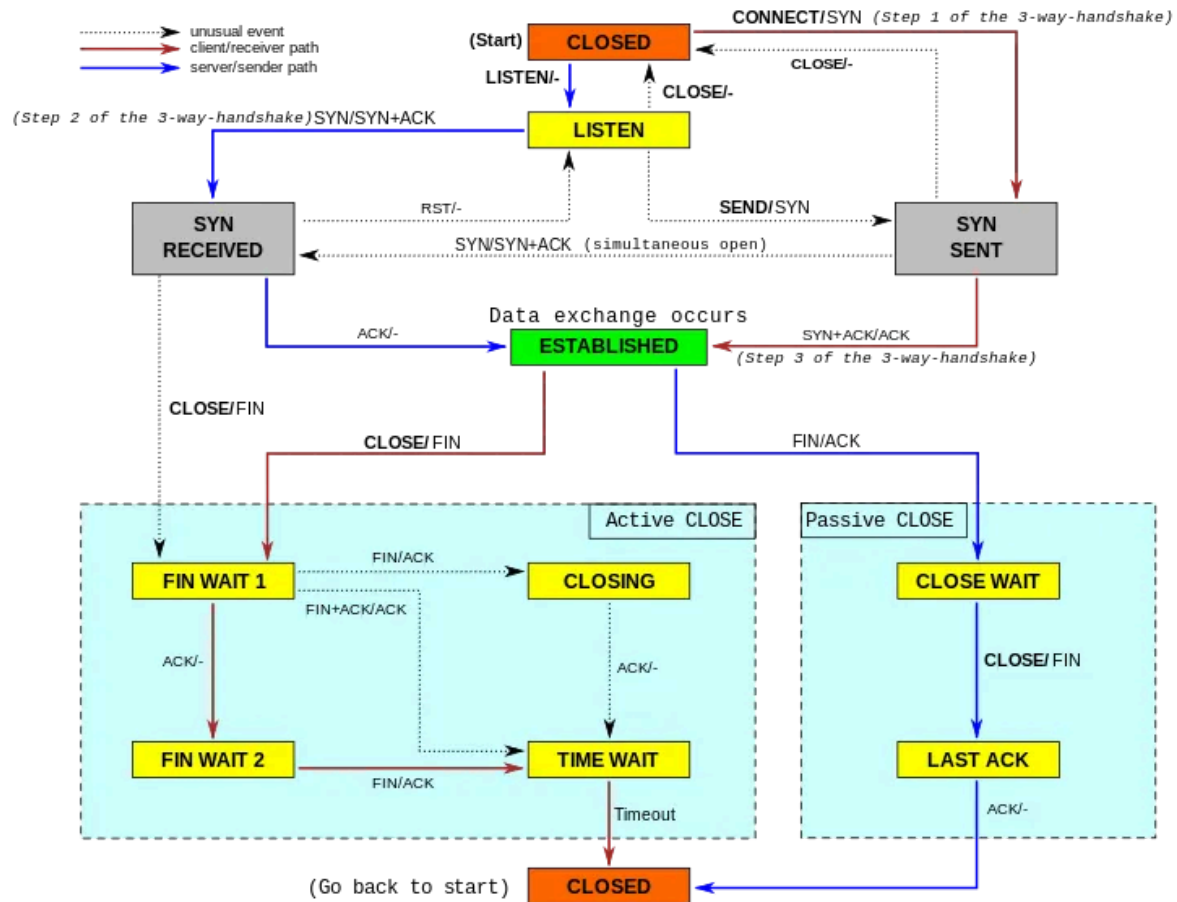 CONNECT/SYN (Step 1 of the 3-way-handshake)
unusual event
client/receiver path
server/sender path
(Start)
CLOSED
CLOSE/-
LISTEN/-
CLOSE/-
(Step 2 of the 3-way-handshake)SYN/SYN+ACK
LISTEN
RST/-
SEND/SYN
SYN
RECEIVED
SYN
SENT
SYN/SYN+ACK (simultaneous open)
Data exchange occurs
ACK/-
ESTABLISHED
SYN+ACK/ACK
(Step 3 of the 3-way-handshake)
CLOSE/FIN
CLOSE/FIN
FIN/ACK
Active CLOSE
Passive CLOSE
FIN/ACK
FIN WAIT 1
CLOSING
CLOSE WAIT
FIN+ACK/ACK
ACK/-
ACK/-
CLOSE/FIN
FIN WAIT 2
TIME WAIT
LAST ACK
FIN/ACK
Timeout
ACK/-
(Go back to start)
CLOSED